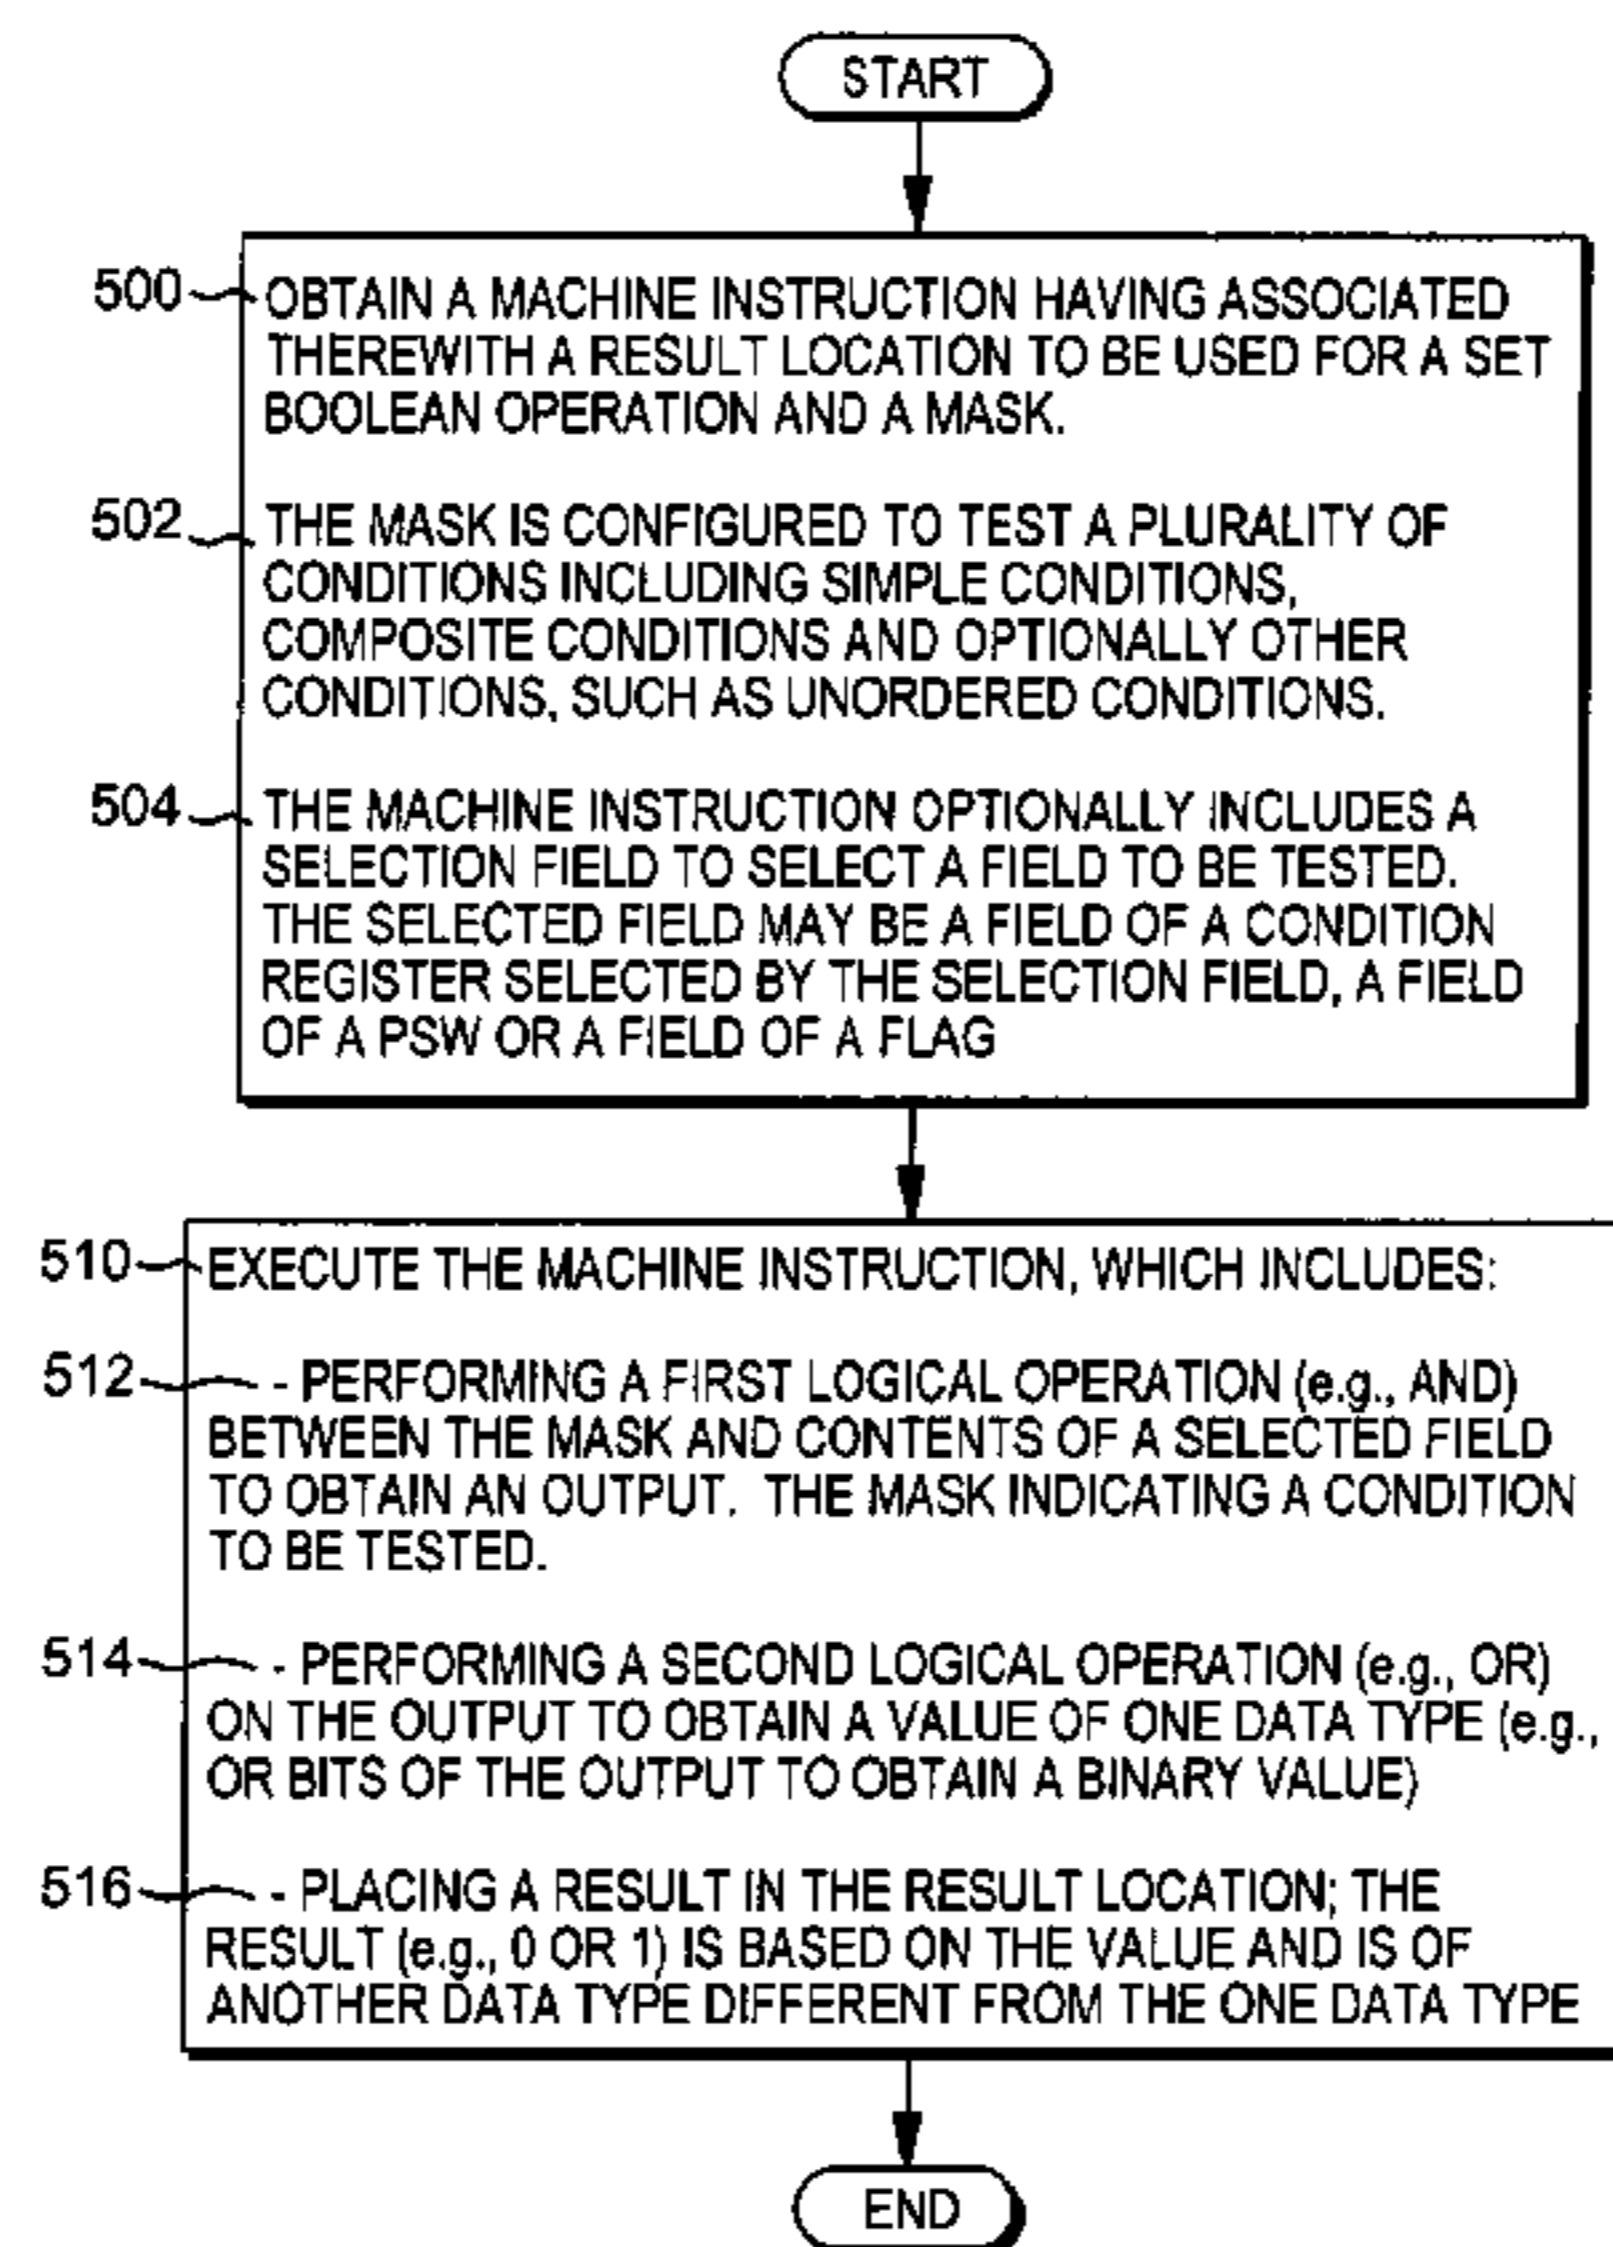 START
500
OBTAIN A MACHINE INSTRUCTION HAVING ASSOCIATED
THEREWITH A RESULT LOCATION TO BE USED FOR A SET
BOOLEAN OPERATION AND A MASK.
502
THE MASK IS CONFIGURED TO TEST A PLURALITY OF
CONDITIONS INCLUDING SIMPLE CONDITIONS,
COMPOSITE CONDITIONS AND OPTIONALLY OTHER
CONDITIONS, SUCH AS UNORDERED CONDITIONS.
504
THE MACHINE INSTRUCTION OPTIONALLY INCLUDES A
SELECTION FIELD TO SELECT A FIELD TO BE TESTED.
THE SELECTED FIELD MAY BE A FIELD OF A CONDITION
REGISTER SELECTED BY THE SELECTION FIELD, A FIELD
OF A PSW OR A FIELD OF A FLAG
510
EXECUTE THE MACHINE INSTRUCTION, WHICH INCLUDES:
512
- PERFORMING A FIRST LOGICAL OPERATION (e.g., AND)
BETWEEN THE MASK AND CONTENTS OF A SELECTED FIELD
TO OBTAIN AN OUTPUT. THE MASK INDICATING A CONDITION
TO BE TESTED.
514
- PERFORMING A SECOND LOGICAL OPERATION (e.g., OR)
ON THE OUTPUT TO OBTAIN A VALUE OF ONE DATA TYPE (e.g.,
OR BITS OF THE OUTPUT TO OBTAIN A BINARY VALUE)
516
- PLACING A RESULT IN THE RESULT LOCATION; THE
RESULT (e.g., 0 OR 1) IS BASED ON THE VALUE AND IS OF
ANOTHER DATA TYPE DIFFERENT FROM THE ONE DATA TYPE
END